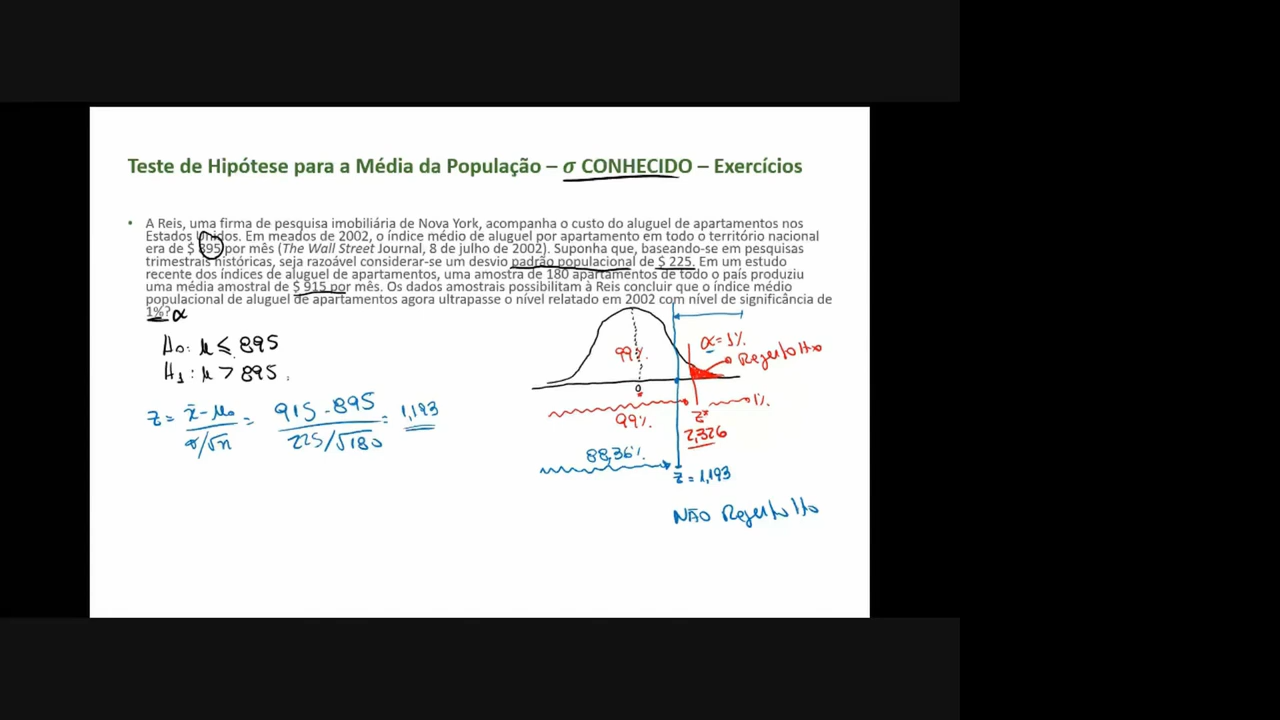 Teste de Hipótese para a Média da População – σ CONHECIDO – Exercícios
• A Reis, uma firma de pesquisa imobiliária de Nova York, acompanha o custo do aluguel de apartamentos nos
Estados Unidos. Em meados de 2002, o índice médio de aluguel por apartamento em todo o território nacional
era de $ 895 por mês (The Wall Street Journal, 8 de julho de 2002). Suponha que, baseando-se em pesquisas
trimestrais históricas, seja razoável considerar-se um desvio padrão populacional de $ 225. Em um estudo
recente dos índices de aluguel de apartamentos, uma amostra de 180 apartamentos de todo o país produziu
uma média amostral de $ 915 por mês. Os dados amostrais possibilitam à Reis concluir que o índice médio
populacional de aluguel de apartamentos agora ultrapasse o nível relatado em 2002 com nível de significância de
1%? α
H₀: μ ≤ 895
H₁: μ > 895
z = x̄ - μ₀ / σ/√n = 915 - 895 / 225/√180 = 1,193
α = 1%
99%
Rejeito H₀
0
99%
z*
1%
2,326
88,36%
z = 1,193
NÃO Rejeito H₀